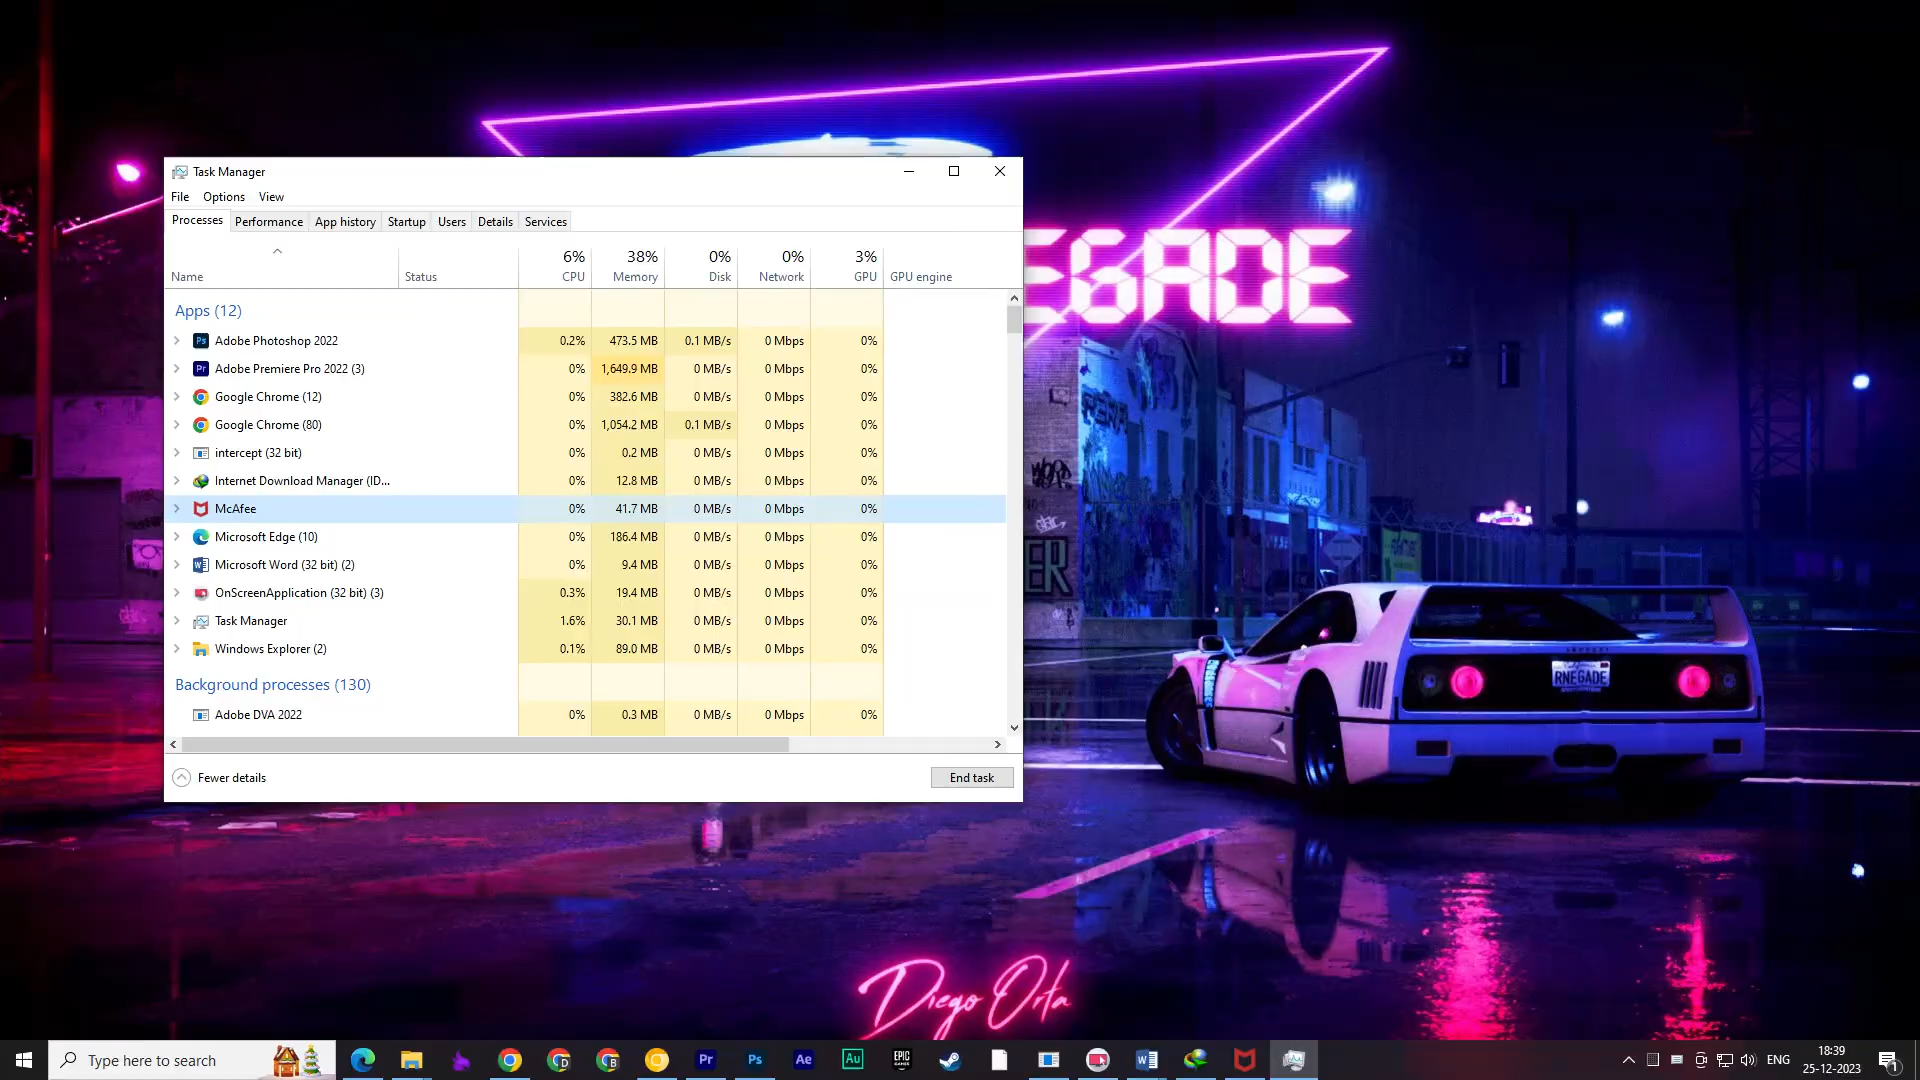 Task Manager
File Options View
Processes Performance App history Startup Users Details Services
6% 38% 0% 0% 3%
Name Status CPU Memory Disk Network GPU GPU engine
Apps (12)
Adobe Photoshop 2022 0.2% 473.5 MB 0.1 MB/s 0 Mbps 0%
Adobe Premiere Pro 2022 (3) 0% 1,649.9 MB 0 MB/s 0 Mbps 0%
Google Chrome (12) 0% 382.6 MB 0 MB/s 0 Mbps 0%
Google Chrome (80) 0% 1,054.2 MB 0.1 MB/s 0 Mbps 0%
intercept (32 bit) 0% 0.2 MB 0 MB/s 0 Mbps 0%
Internet Download Manager (ID... 0% 12.8 MB 0 MB/s 0 Mbps 0%
McAfee 0% 41.7 MB 0 MB/s 0 Mbps 0%
Microsoft Edge (10) 0% 186.4 MB 0 MB/s 0 Mbps 0%
Microsoft Word (32 bit) (2) 0% 9.4 MB 0 MB/s 0 Mbps 0%
OnScreenApplication (32 bit) (3) 0.3% 19.4 MB 0 MB/s 0 Mbps 0%
Task Manager 1.6% 30.1 MB 0 MB/s 0 Mbps 0%
Windows Explorer (2) 0.1% 89.0 MB 0 MB/s 0 Mbps 0%
Background processes (130)
Adobe DVA 2022 0% 0.3 MB 0 MB/s 0 Mbps 0%
Fewer details End task
EGADE
ER
RNEGADE
Diego Orta
Type here to search
Pr Ps Ae Au EPIC GAMES
ENG
18:39
25-12-2023
1